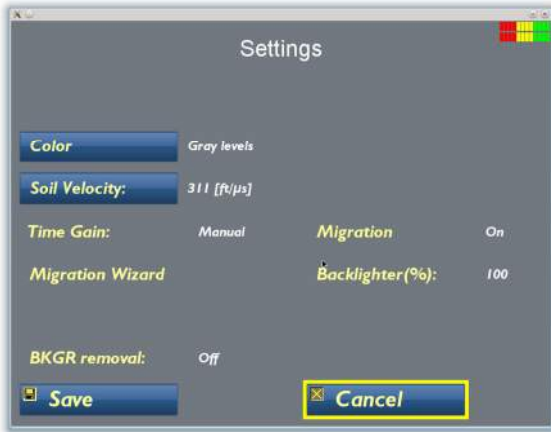 Settings
Color Gray levels
Soil Velocity: 311 [ft/µs]
Time Gain: Manual Migration On
Migration Wizard Backlighter(%): 100
BKGR removal: Off
Save Cancel